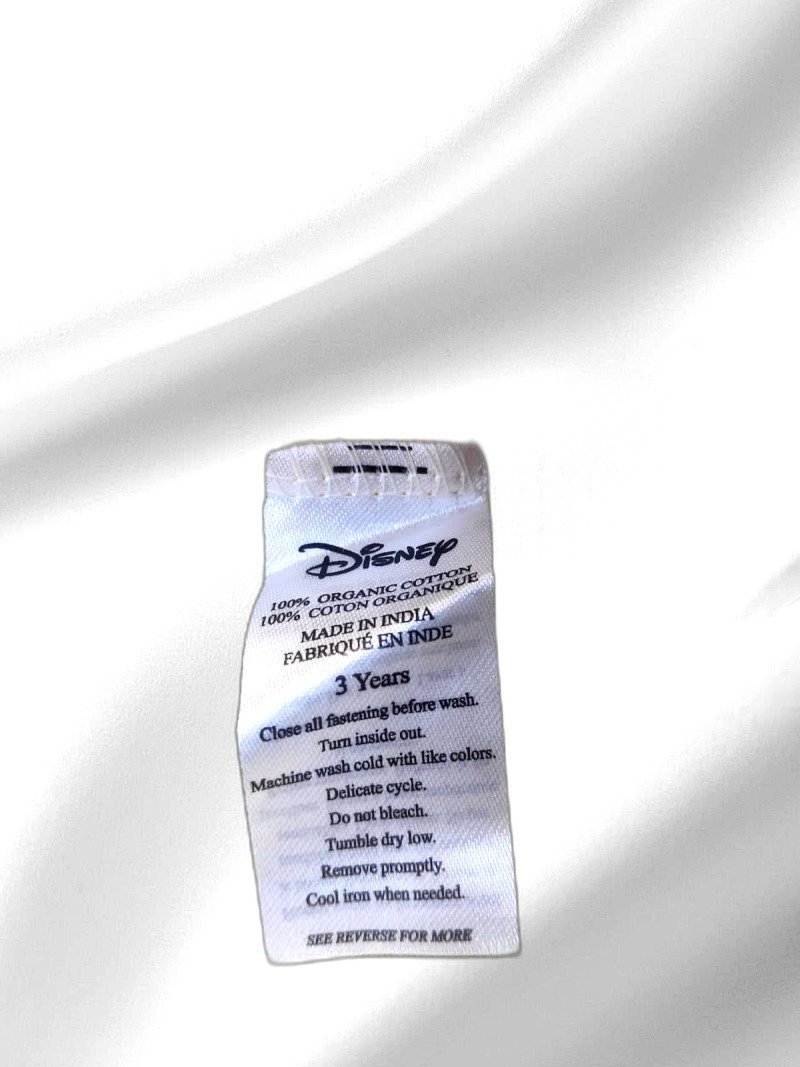 Disney
100% ORGANIC COTTON
100% COTON ORGANIQUE
MADE IN INDIA
FABRIQUÉ EN INDE
3 Years
Close all fastening before wash.
Turn inside out.
Machine wash cold with like colors.
Delicate cycle.
Do not bleach.
Tumble dry low.
Remove promptly.
Cool iron when needed.
SEE REVERSE FOR MORE